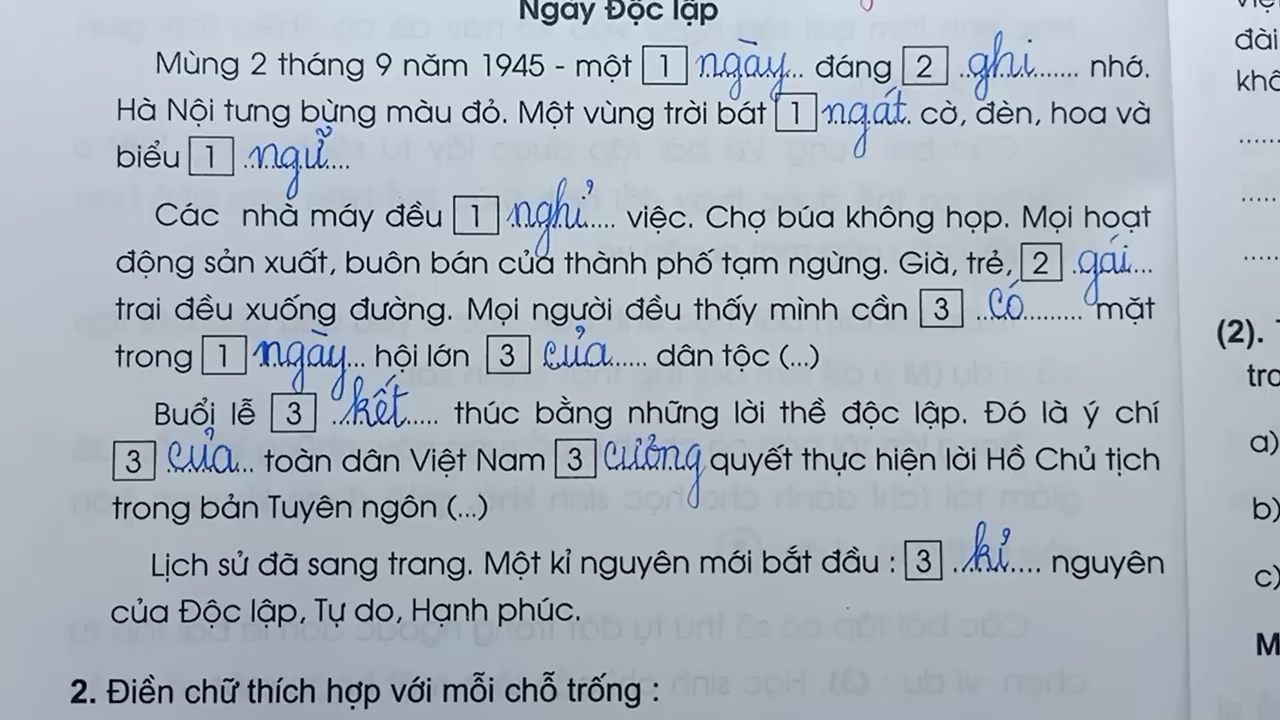 Ngày Độc lập
Mùng 2 tháng 9 năm 1945 - một 1 ngày... đáng 2 ..ghi....... nhớ.
Hà Nội tưng bừng màu đỏ. Một vùng trời bát 1 ngát. cờ, đèn, hoa và
biểu 1 ..ngữ...
Các nhà máy đều 1 ..nghỉ.... việc. Chợ búa không họp. Mọi hoạt
động sản xuất, buôn bán của thành phố tạm ngừng. Già, trẻ, 2 .gái...
trai đều xuống đường. Mọi người đều thấy mình cần 3 ..có........ mặt
trong 1 .ngày... hội lớn 3 .của..... dân tộc (...)
Buổi lễ 3 ..kết..... thúc bằng những lời thề độc lập. Đó là ý chí
3 .của... toàn dân Việt Nam 3 cương quyết thực hiện lời Hồ Chủ tịch
trong bản Tuyên ngôn (...)
Lịch sử đã sang trang. Một kỉ nguyên mới bắt đầu : 3 ...kỉ..... nguyên
của Độc lập, Tự do, Hạnh phúc.
2. Điền chữ thích hợp với mỗi chỗ trống :
đài
(2).
a)
b)
c)
M